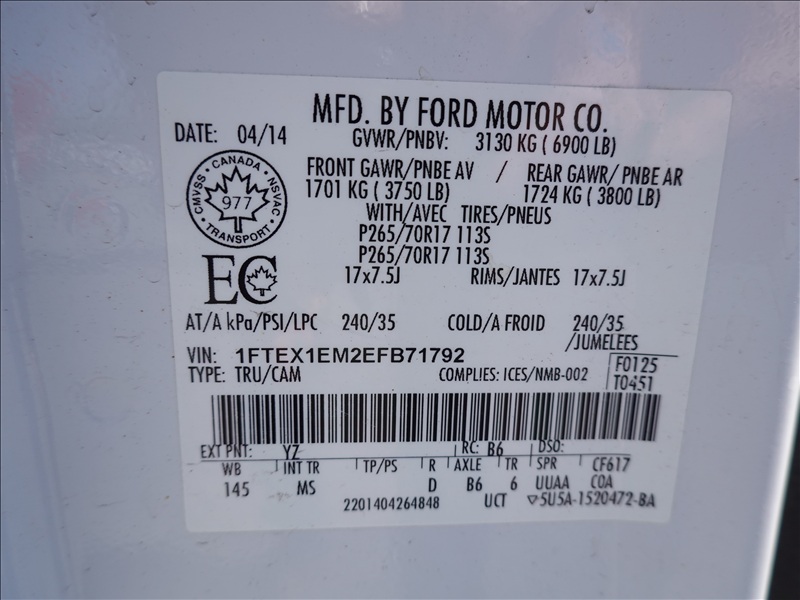 MFD. BY FORD MOTOR CO.
DATE: 04/14
GVWR/PNBV: 3130 KG ( 6900 LB)
CMVSS · CANADA · NSVAC
977
· TRANSPORT ·
FRONT GAWR/PNBE AV / REAR GAWR/ PNBE AR
1701 KG ( 3750 LB) 1724 KG ( 3800 LB)
WITH/AVEC TIRES/PNEUS
P265/70R17 113S
P265/70R17 113S
EC
17x7.5J RIMS/JANTES 17x7.5J
AT/A kPa/PSI/LPC 240/35 COLD/A FROID 240/35
/JUMELEES
VIN: 1FTEX1EM2EFB71792
F0125
TYPE: TRU/CAM COMPLIES: ICES/NMB-002
T0451
EXT PNT: YZ RC: B6 DSO:
WB INT TR TP/PS R AXLE TR SPR CF617
145 MS D B6 6 UUAA COA
2201404264848 UCT ▽5U5A-1520472-BA